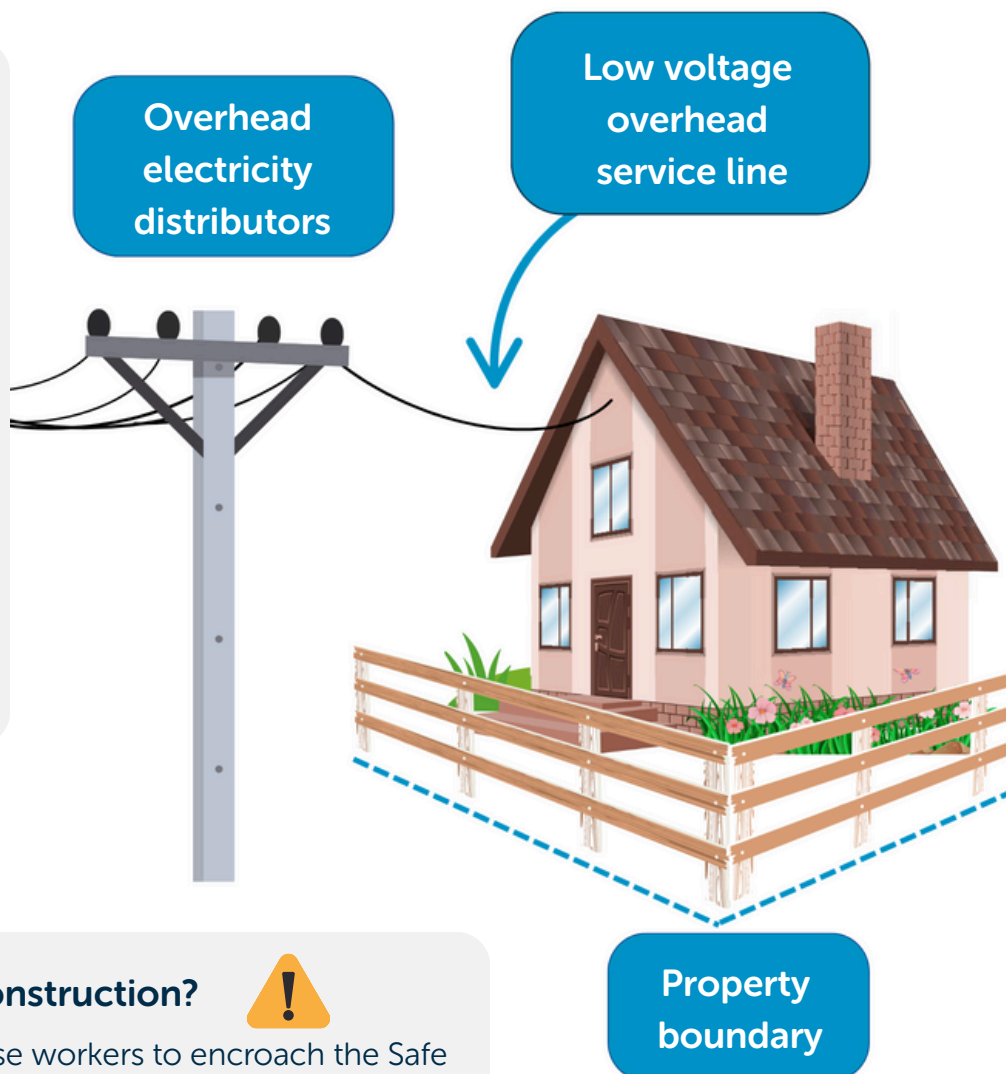 Overhead
electricity
distributors
Low voltage
overhead
service line
Property
boundary
onstruction?
se workers to encroach the Safe